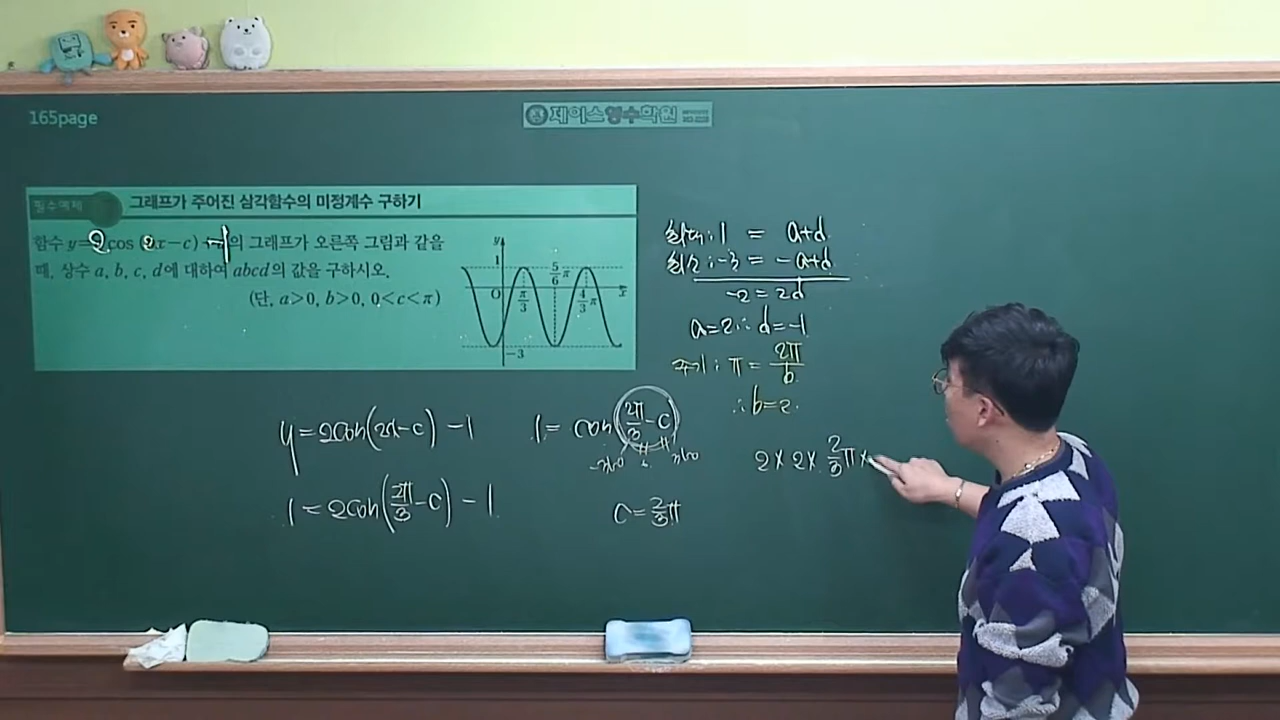 165page
제이스영수학원
필수예제 그래프가 주어진 삼각함수의 미정계수 구하기
함수 y=2cos(2x-c)-1의 그래프가 오른쪽 그림과 같을
때, 상수 a, b, c, d에 대하여 abcd의 값을 구하시오.
(단, a>0, b>0, 0<c<π)
y
1
O
π/3
5/6 π
4/3 π
x
-3
최대:1 = a+d
최소:-3 = -a+d
-2=2d
a=2 ∴ d=-1
주기: π = 2π/b
∴ b=2
y=2cos(2x-c)-1
1=2cos(2π/3-c)-1
1=cos(2π/3-c)
c=2/3π
2×2×2/3π×